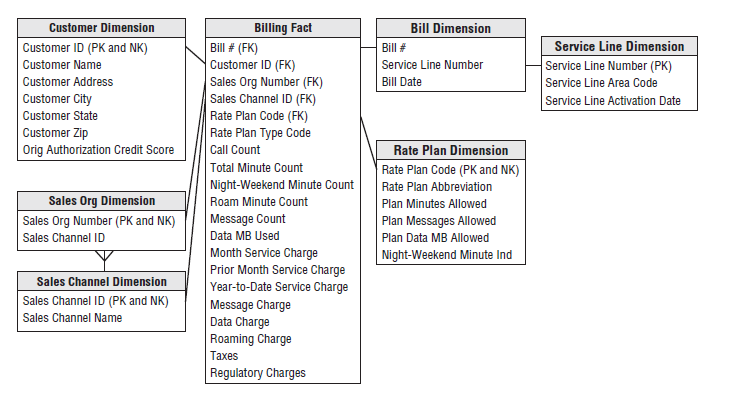 Customer Dimension
Customer ID (PK and NK)
Customer Name
Customer Address
Customer City
Customer State
Customer Zip
Orig Authorization Credit Score
Sales Org Dimension
Sales Org Number (PK and NK)
Sales Channel ID
Sales Channel Dimension
Sales Channel ID (PK and NK)
Sales Channel Name
Billing Fact
Bill # (FK)
Customer ID (FK)
Sales Org Number (FK)
Sales Channel ID (FK)
Rate Plan Code (FK)
Rate Plan Type Code
Call Count
Total Minute Count
Night-Weekend Minute Count
Roam Minute Count
Message Count
Data MB Used
Month Service Charge
Prior Month Service Charge
Year-to-Date Service Charge
Message Charge
Data Charge
Roaming Charge
Taxes
Regulatory Charges
Bill Dimension
Bill #
Service Line Number
Bill Date
Rate Plan Dimension
Rate Plan Code (PK and NK)
Rate Plan Abbreviation
Plan Minutes Allowed
Plan Messages Allowed
Plan Data MB Allowed
Night-Weekend Minute Ind
Service Line Dimension
Service Line Number (PK)
Service Line Area Code
Service Line Activation Date